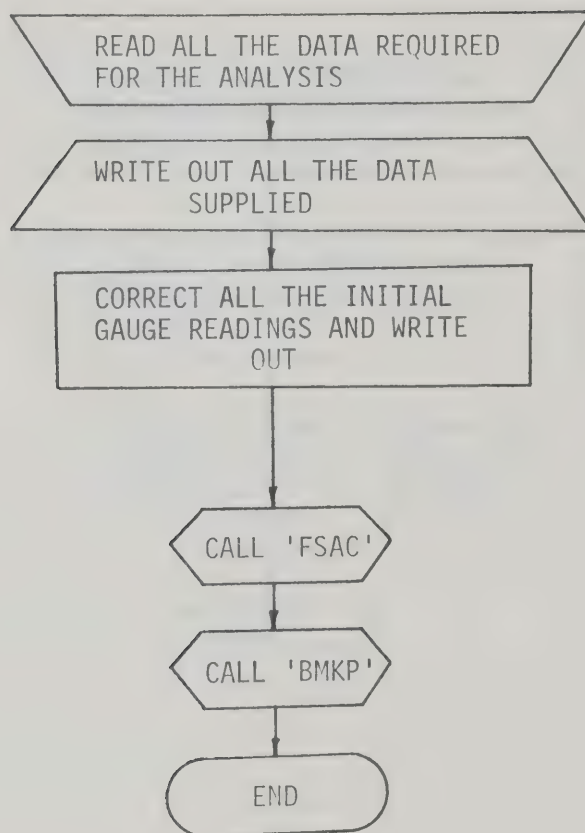 READ ALL THE DATA REQUIRED
FOR THE ANALYSIS
WRITE OUT ALL THE DATA
SUPPLIED
CORRECT ALL THE INITIAL
GAUGE READINGS AND WRITE
OUT
CALL 'FSAC'
CALL 'BMKP'
END